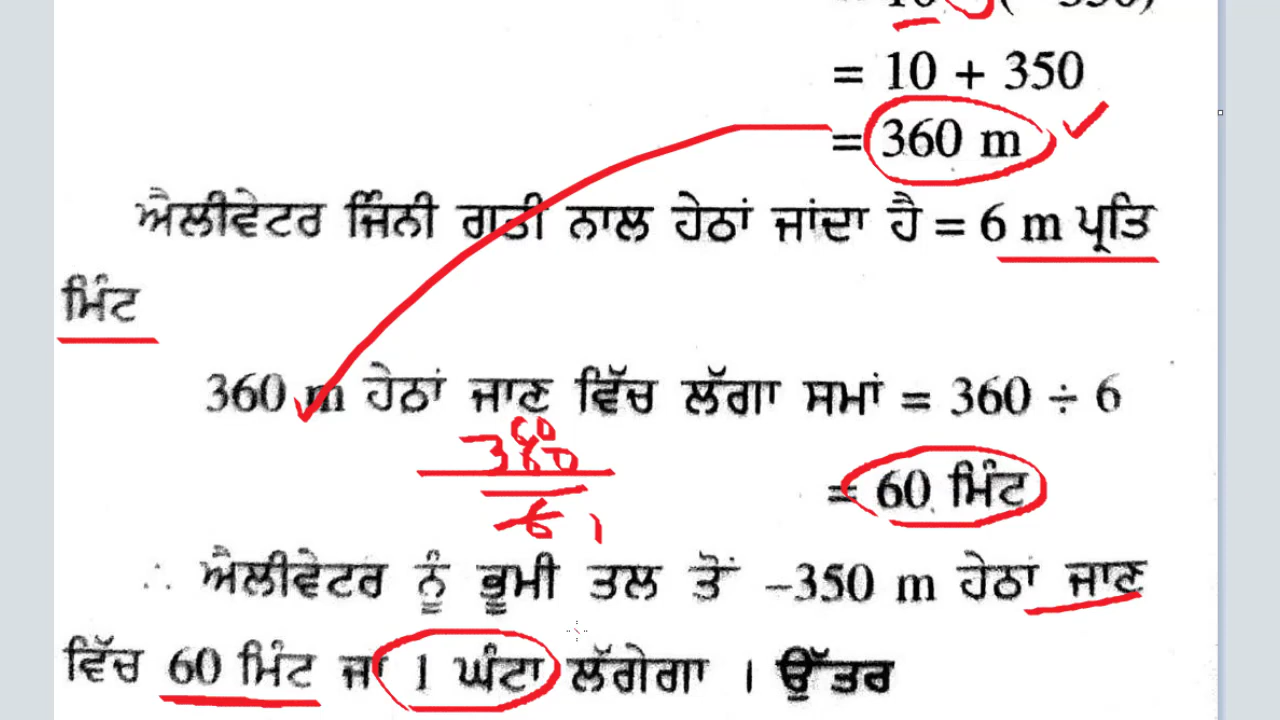 = 10 + 350
= 360 m
ਐਲੀਵੇਟਰ ਜਿੰਨੀ ਗਤੀ ਨਾਲ ਹੇਠਾਂ ਜਾਂਦਾ ਹੈ = 6 m ਪ੍ਰਤਿ
ਮਿੰਟ
360 m ਹੇਠਾਂ ਜਾਣ ਵਿੱਚ ਲੱਗਾ ਸਮਾਂ = 360 ÷ 6
= 60 ਮਿੰਟ
∴ ਐਲੀਵੇਟਰ ਨੂੰ ਭੂਮੀ ਤਲ ਤੋਂ –350 m ਹੇਠਾਂ ਜਾਣ
ਵਿੱਚ 60 ਮਿੰਟ ਜਾਂ 1 ਘੰਟਾ ਲੱਗੇਗਾ । ਉੱਤਰ